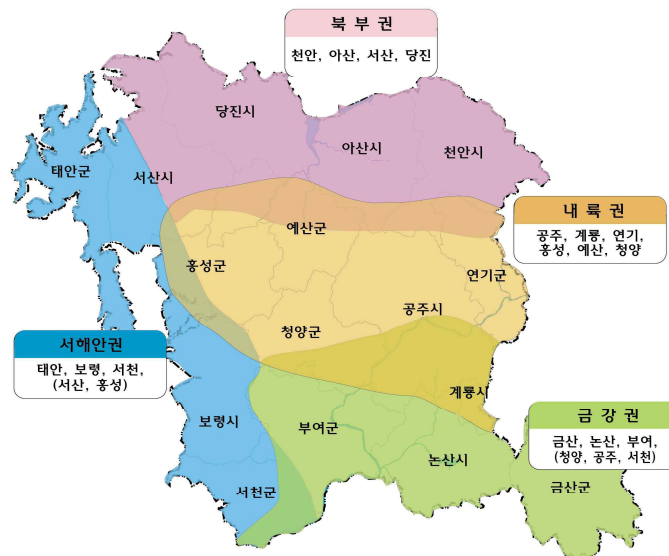 북 부 권
천안, 아산, 서산, 당진
당진시
아산시
천안시
태안군
서산시
내 륙 권
공주, 계룡, 연기,
홍성, 예산, 청양
예산군
홍성군
연기군
공주시
청양군
서해안권
태안, 보령, 서천,
(서산, 홍성)
계룡시
금 강 권
금산, 논산, 부여,
(청양, 공주, 서천)
보령시
부여군
논산시
서천군
금산군